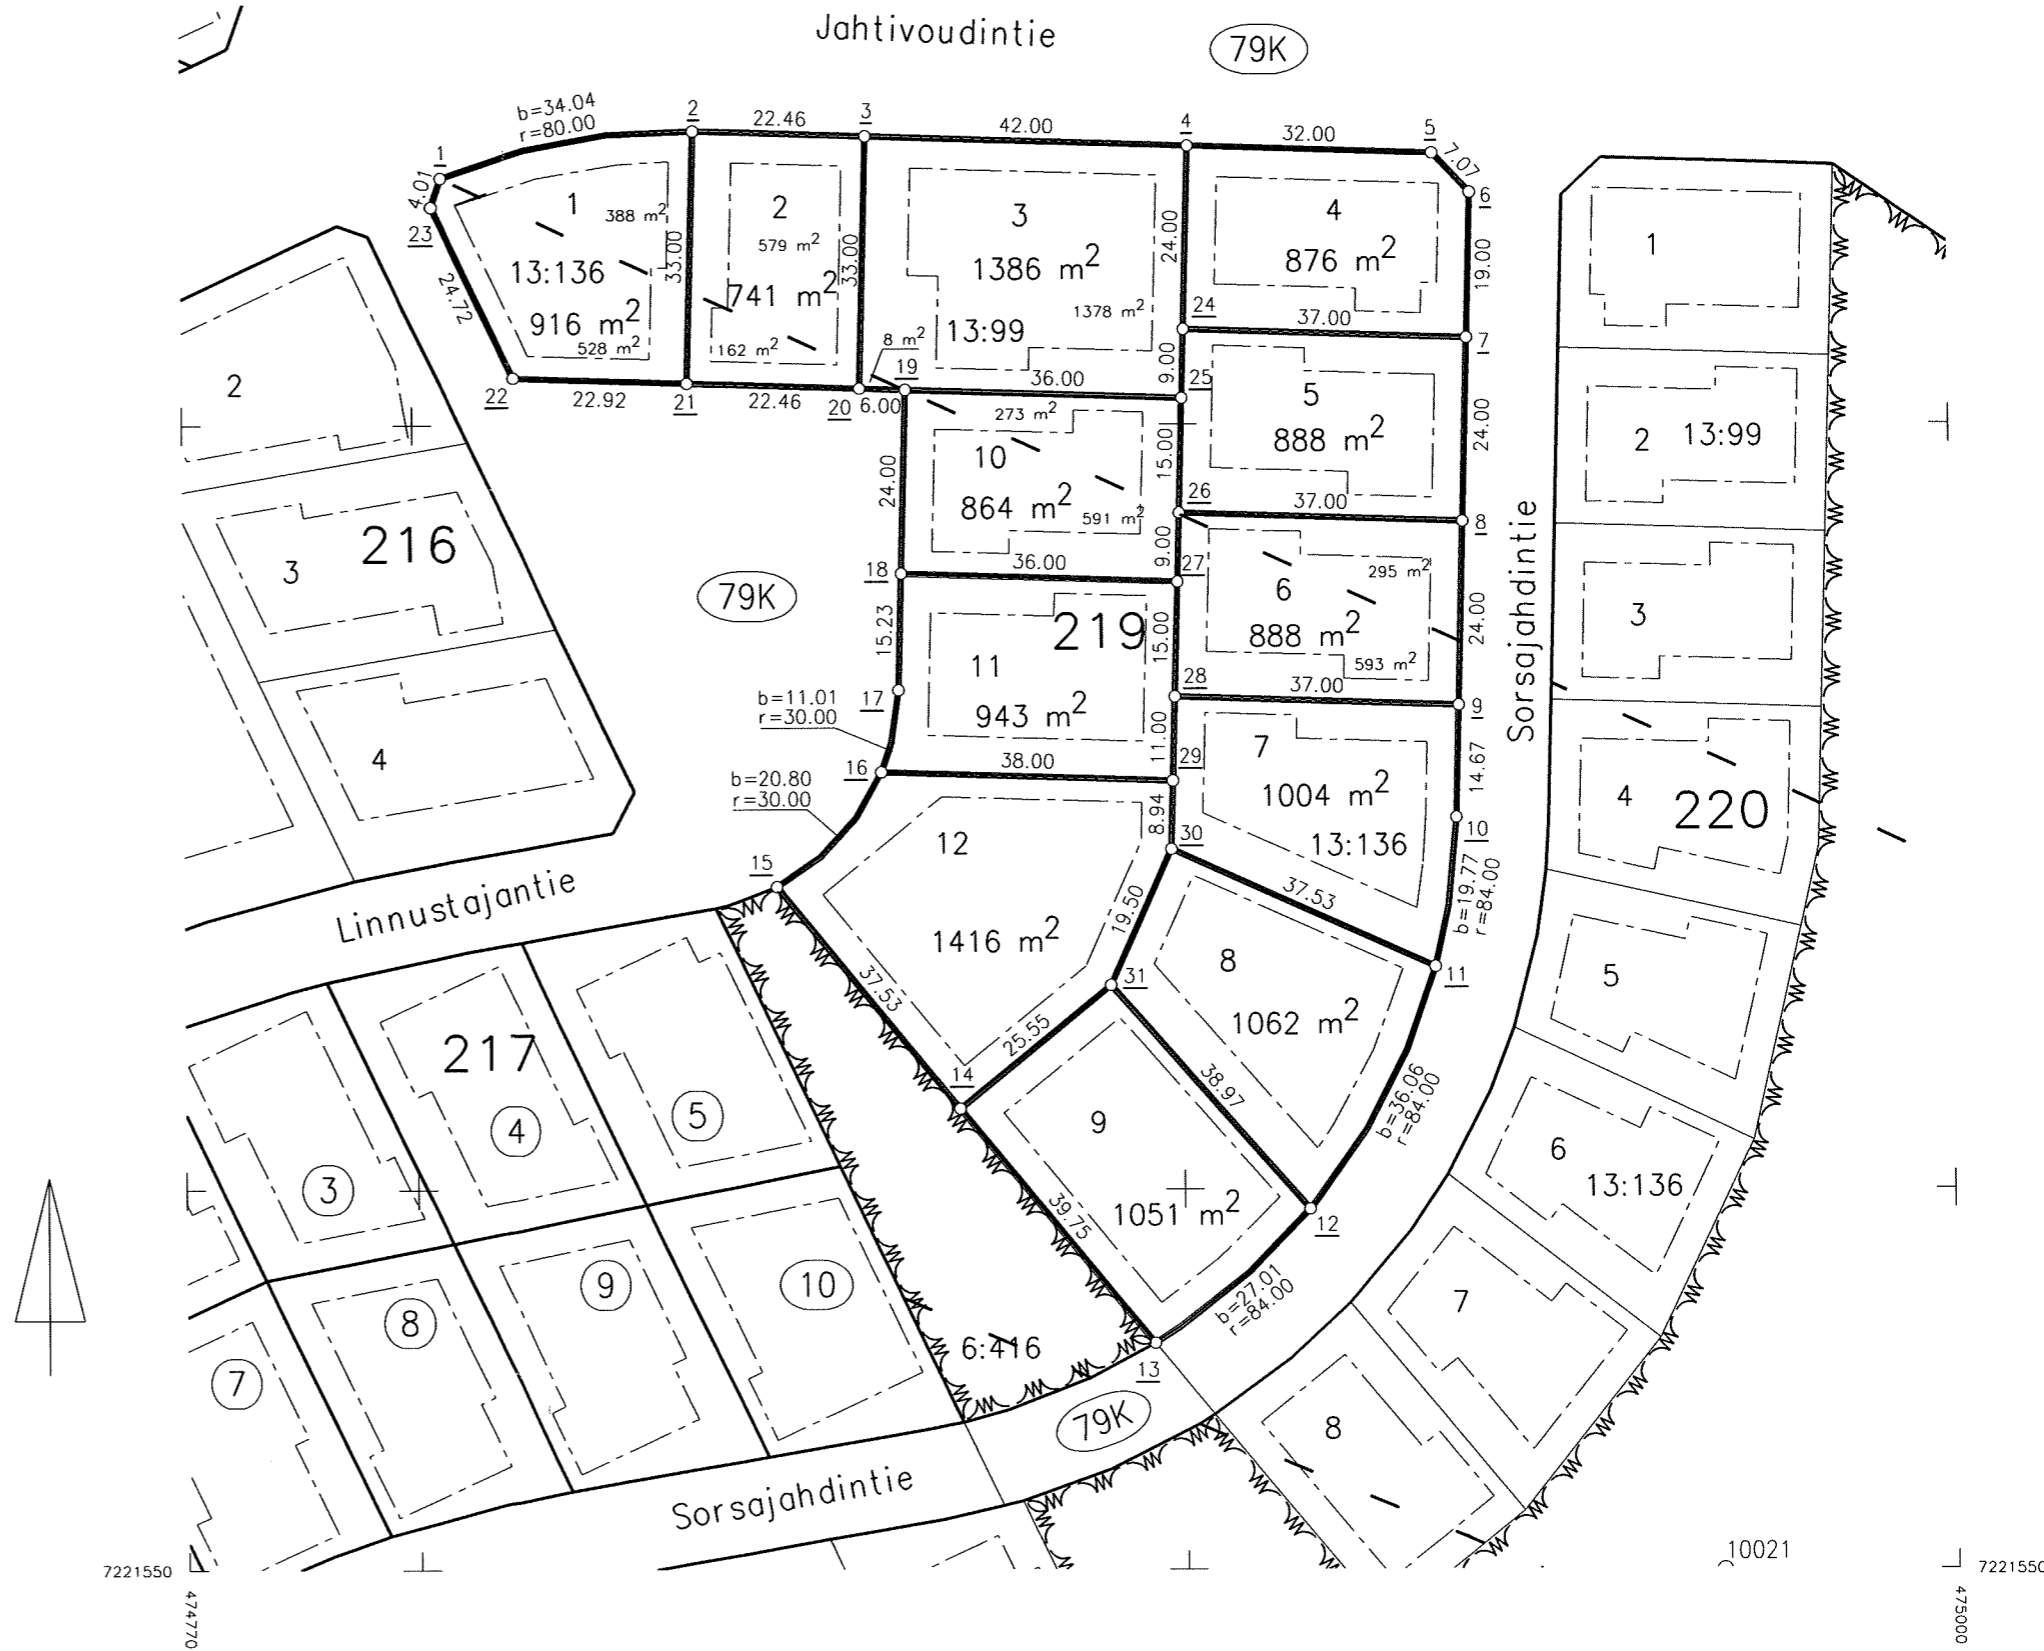 Jahtivoudintie
79K
b=34.04
r=80.00
1
4.01
23
24.72
22
22.92
21
22.46
20
6.00
2
22.46
3
42.00
4
32.00
5
7.07
6
19.00
7
1
388 m²
13:136
916 m²
528 m²
33.00
2
579 m²
741 m²
162 m²
33.00
8 m²
19
3
1386 m²
1378 m²
13:99
36.00
24.00
24
9.00
25
4
876 m²
37.00
5
888 m²
24.00
8
37.00
26
15.00
273 m²
10
864 m²
591 m²
24.00
18
36.00
9.00
27
6
295 m²
888 m²
593 m²
24.00
9
37.00
28
15.00
219
11
943 m²
15.23
17
b=11.01
r=30.00
16
38.00
11.00
29
7
1004 m²
13:136
14.67
10
b=19.77
r=84.00
11
8.94
30
37.53
b=20.80
r=30.00
15
12
1416 m²
37.53
14
25.55
31
19.50
8
1062 m²
38.97
b=36.06
r=84.00
12
9
1051 m²
39.75
b=27.01
r=84.00
13
79K
2
3
216
4
Linnustajantie
217
3
4
5
7
8
9
10
6:416
79K
Sorsajahdintie
Sorsajahdintie
1
2
13:99
3
4
220
5
6
13:136
7
8
10021
7221550
474770
7221550
475000